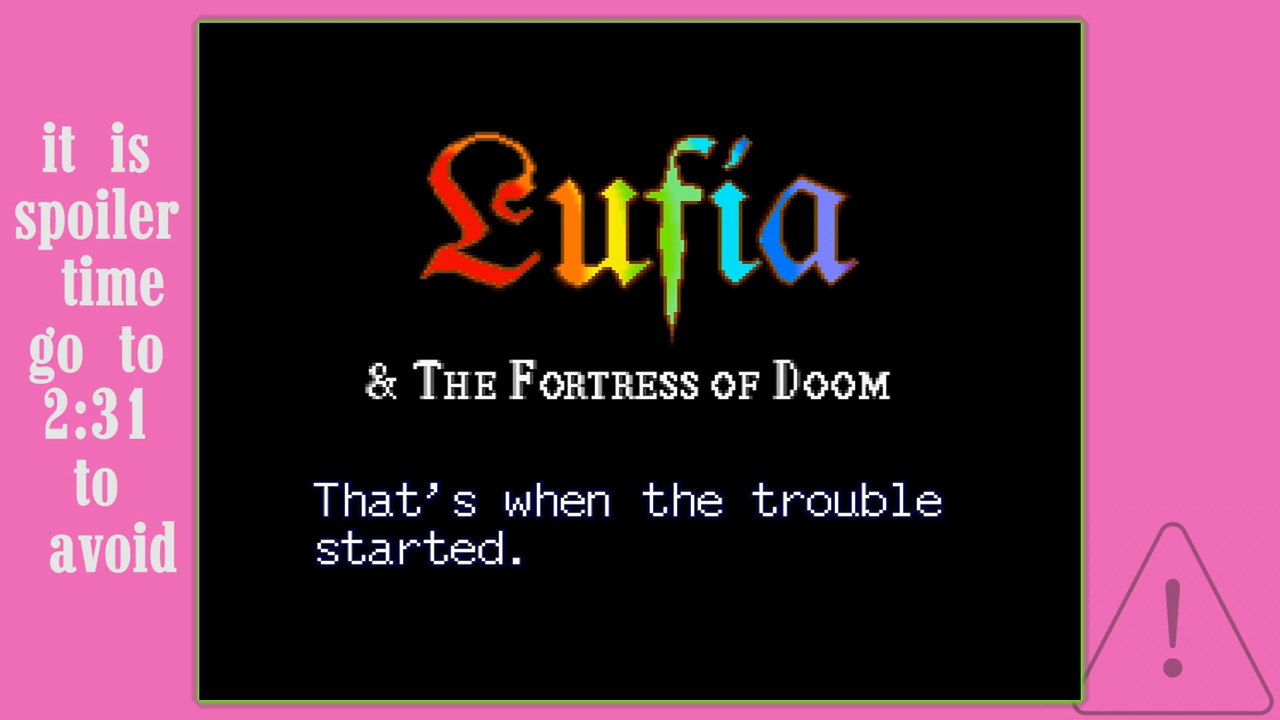 it is
spoiler
time
go to
2:31
to
avoid
Lufia
& The Fortress of Doom
That's when the trouble
started.
!